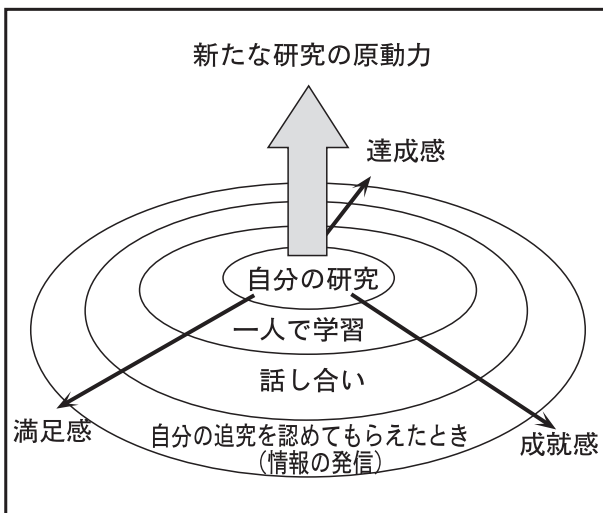 新たな研究の原動力
達成感
自分の研究
一人で学習
話し合い
満足感
自分の追究を認めてもらえたとき
(情報の発信)
成就感